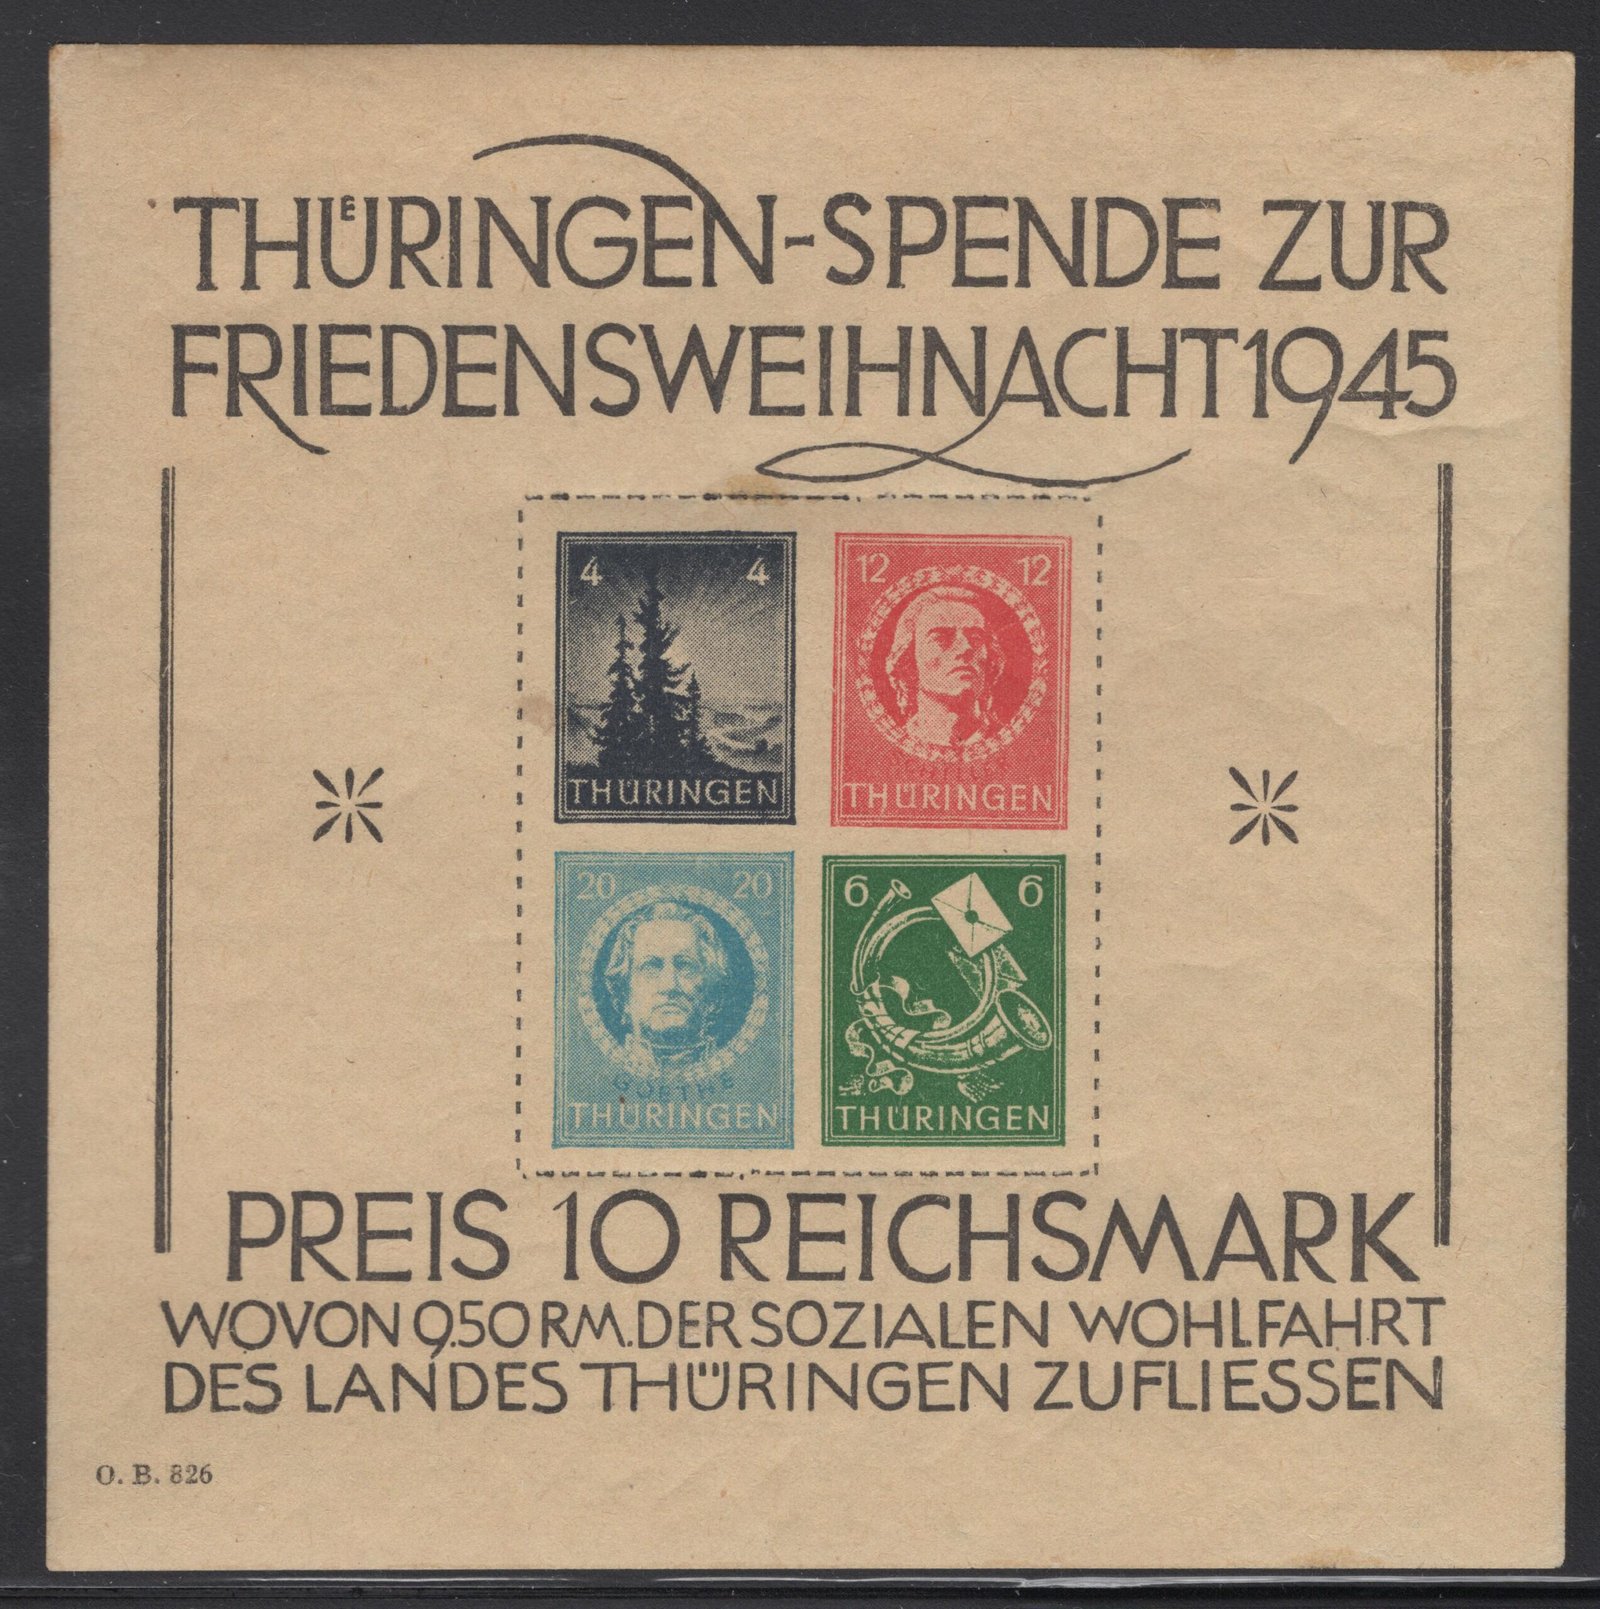 THÜRINGEN-SPENDE ZUR
FRIEDENSWEIHNACHT 1945
4 4
THÜRINGEN
12 12
THÜRINGEN
20 20
GOETHE
THÜRINGEN
6 6
THÜRINGEN
PREIS 10 REICHSMARK
WOVON 9.50 RM. DER SOZIALEN WOHLFAHRT
DES LANDES THÜRINGEN ZUFLIESSEN
O. B. 826